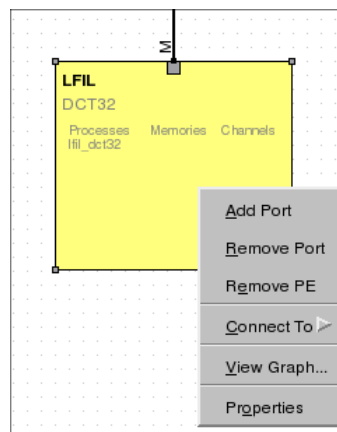 M
LFIL
DCT32
Processes Memories Channels
lfil_dct32
Add Port
Remove Port
Remove PE
Connect To
View Graph...
Properties